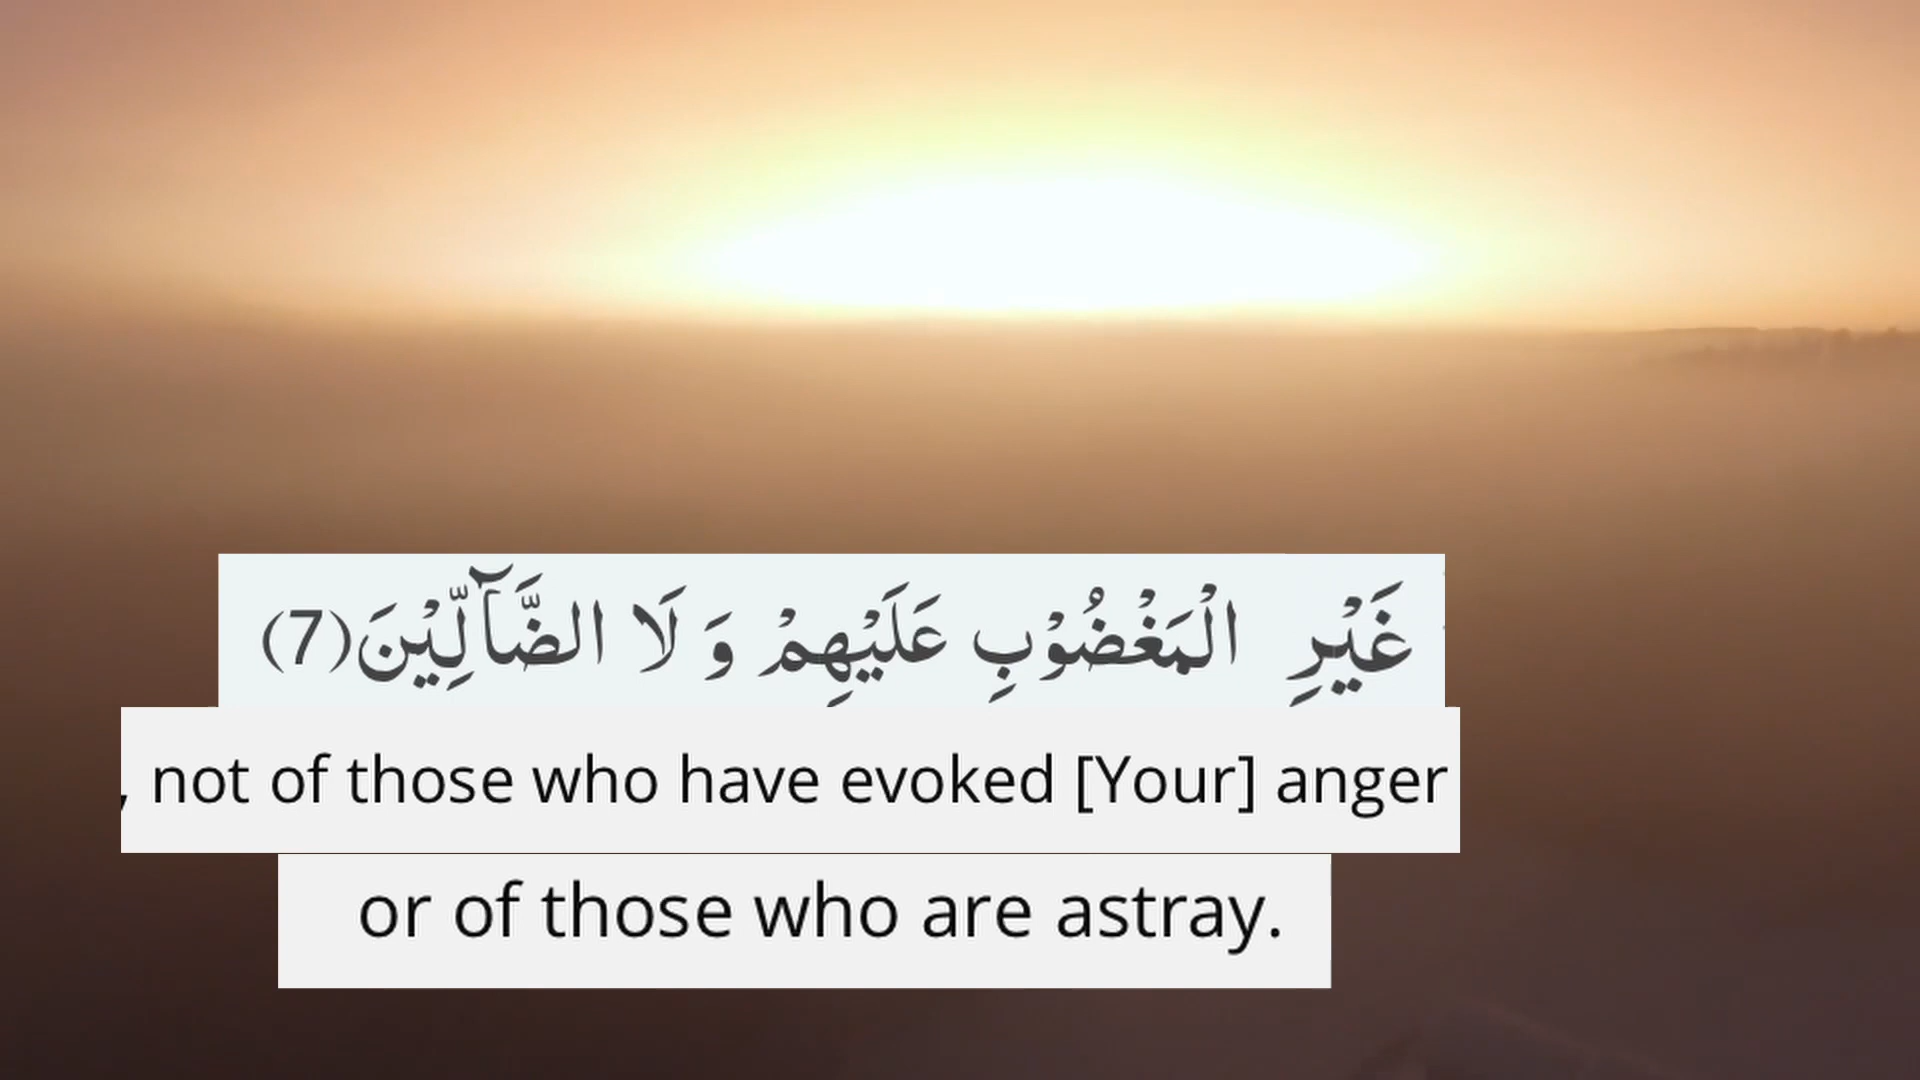 غَيْرِ الْمَغْضُوْبِ عَلَيْهِمْ وَ لَا الضَّآلِّيْنَ(7)
, not of those who have evoked [Your] anger
or of those who are astray.